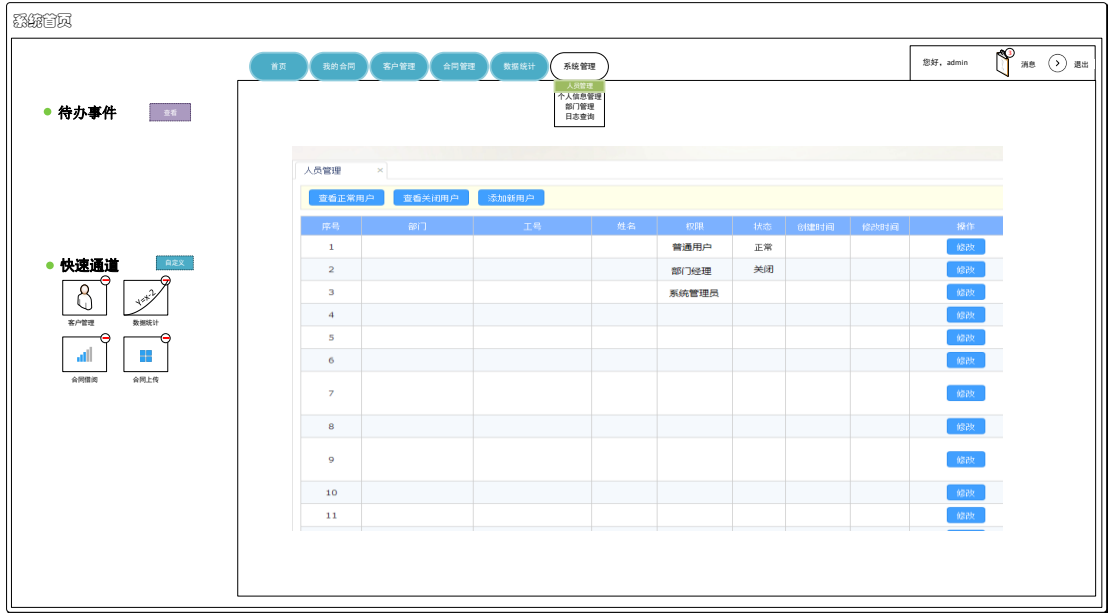 系统首页
首页 我的合同 客户管理 合同管理 数据统计 系统管理
您好，admin 3 消息 退出
人员管理
个人信息管理
部门管理
日志查询
待办事件 查看
快速通道 自定义
Y=x-2
客户管理 数据统计
合同借阅 合同上传
人员管理 ×
查看正常用户 查看关闭用户 添加新用户
序号 部门 工号 姓名 权限 状态 创建时间 修改时间 操作
1 普通用户 正常 修改
2 部门经理 关闭 修改
3 系统管理员 修改
4 修改
5 修改
6 修改
7 修改
8 修改
9 修改
10 修改
11 修改